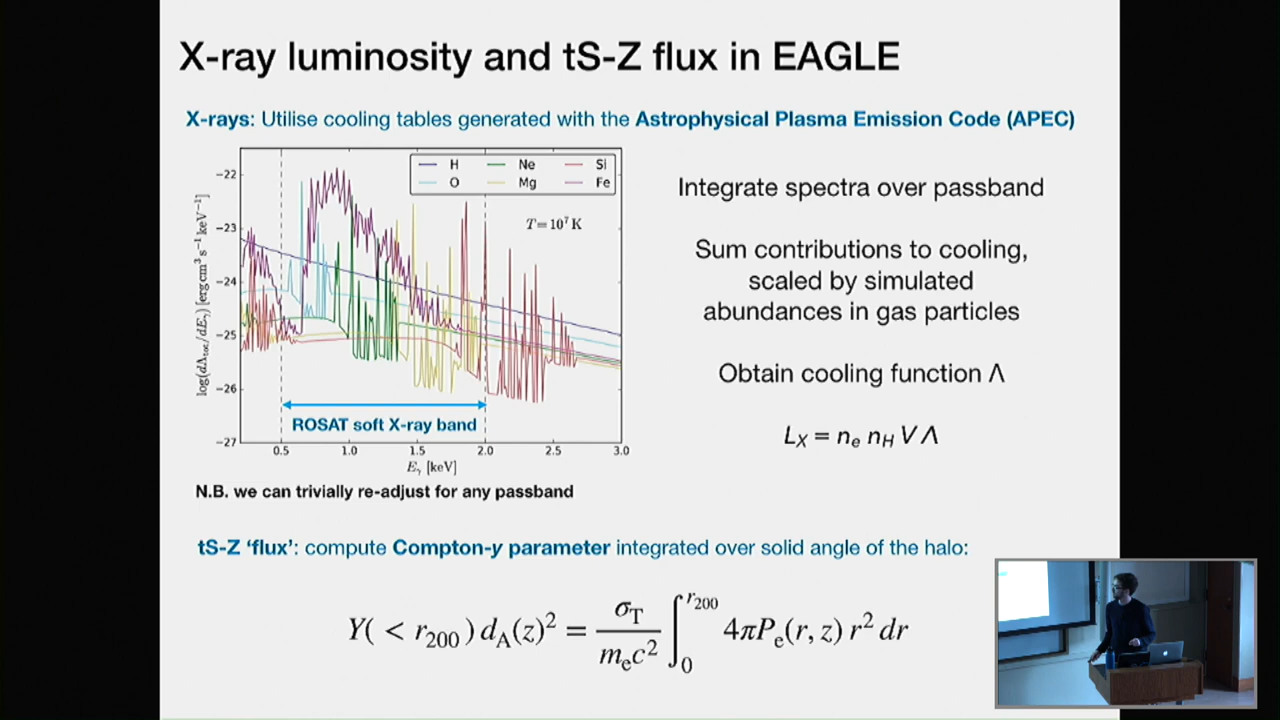 X-ray luminosity and tS-Z flux in EAGLE
X-rays: Utilise cooling tables generated with the Astrophysical Plasma Emission Code (APEC)
log(dΛ_tot/dE_γ) [erg cm³ s⁻¹ keV⁻¹]
−22
−23
−24
−25
−26
−27
H Ne Si
O Mg Fe
T = 10⁷ K
ROSAT soft X-ray band
0.5 1.0 1.5 2.0 2.5 3.0
E_γ [keV]
N.B. we can trivially re-adjust for any passband
Integrate spectra over passband
Sum contributions to cooling,
scaled by simulated
abundances in gas particles
Obtain cooling function Λ
L_X = n_e n_H V Λ
tS-Z ‘flux’: compute Compton-y parameter integrated over solid angle of the halo:
Y( < r₂₀₀ ) d_A(z)² = σ_T / m_e c² ∫₀^r₂₀₀ 4πP_e(r, z) r² dr